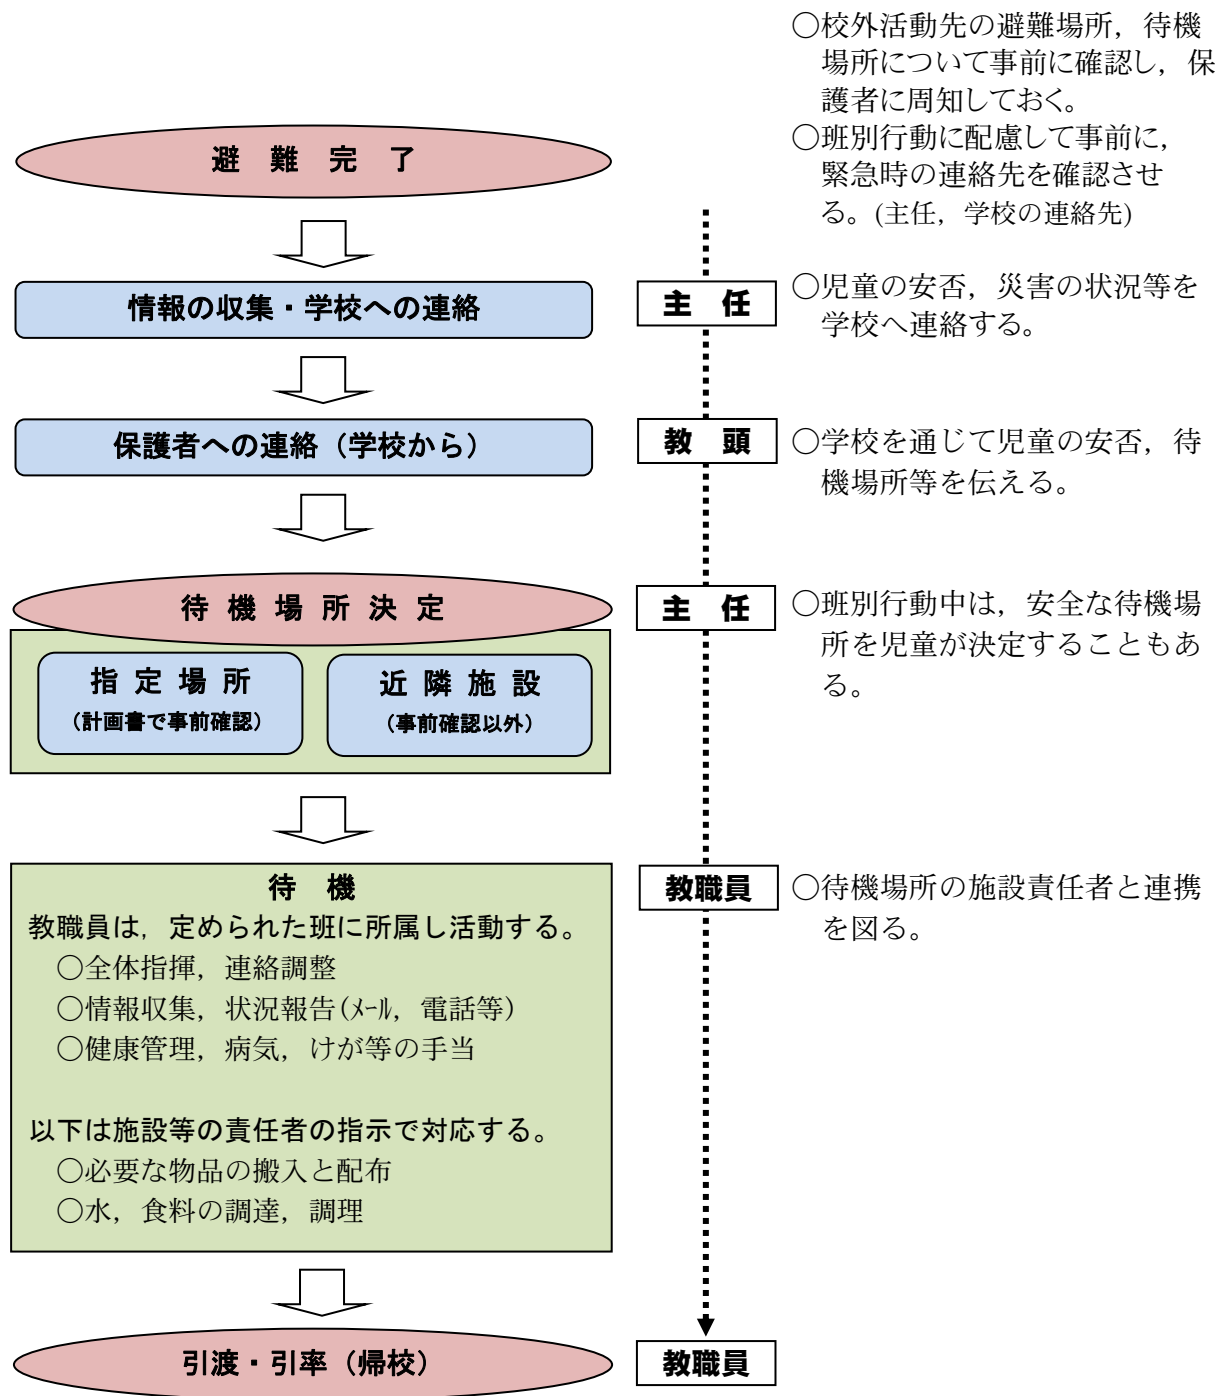 ○校外活動先の避難場所，待機
場所について事前に確認し，保
護者に周知しておく。
○班別行動に配慮して事前に，
緊急時の連絡先を確認させ
る。(主任，学校の連絡先)
避 難 完 了
情報の収集・学校への連絡
主 任
○児童の安否，災害の状況等を
学校へ連絡する。
保護者への連絡（学校から）
教 頭
○学校を通じて児童の安否，待
機場所等を伝える。
待 機 場 所 決 定
主 任
○班別行動中は，安全な待機場
所を児童が決定することもあ
る。
指 定 場 所
（計画書で事前確認）
近 隣 施 設
（事前確認以外）
待 機
教職員は，定められた班に所属し活動する。
○全体指揮，連絡調整
○情報収集，状況報告(ﾒｰﾙ，電話等)
○健康管理，病気，けが等の手当
以下は施設等の責任者の指示で対応する。
○必要な物品の搬入と配布
○水，食料の調達，調理
教職員
○待機場所の施設責任者と連携
を図る。
引渡・引率（帰校）
教職員